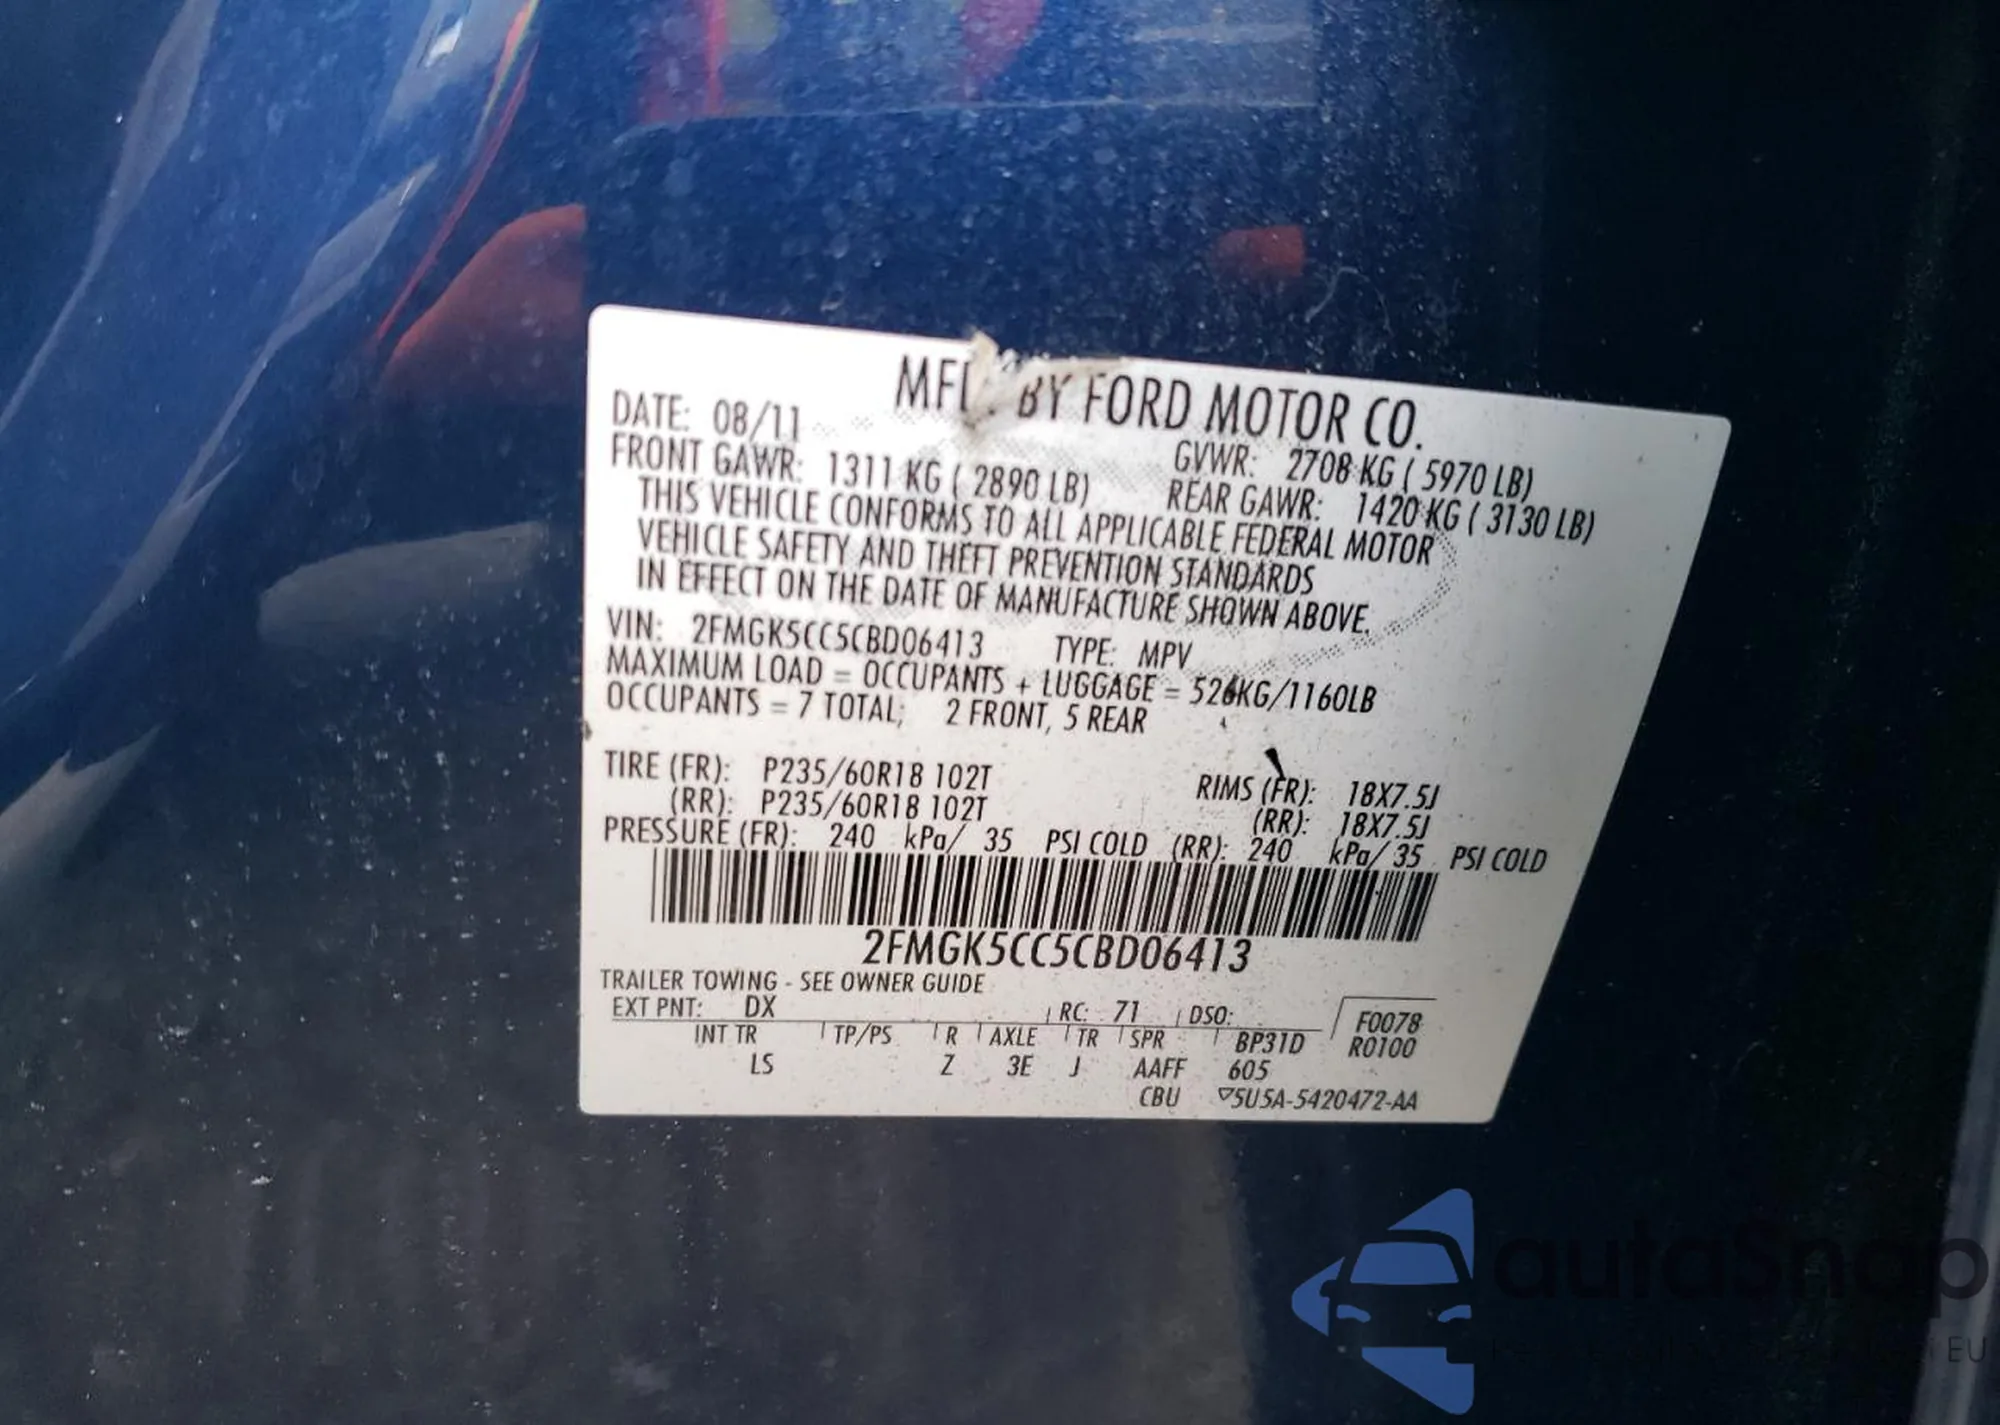 MFD. BY FORD MOTOR CO.
DATE: 08/11 GVWR: 2708 KG ( 5970 LB)
FRONT GAWR: 1311 KG ( 2890 LB) REAR GAWR: 1420 KG ( 3130 LB)
THIS VEHICLE CONFORMS TO ALL APPLICABLE FEDERAL MOTOR
VEHICLE SAFETY AND THEFT PREVENTION STANDARDS
IN EFFECT ON THE DATE OF MANUFACTURE SHOWN ABOVE.
VIN: 2FMGK5CC5CBD06413 TYPE: MPV
MAXIMUM LOAD = OCCUPANTS + LUGGAGE = 526KG/1160LB
OCCUPANTS = 7 TOTAL; 2 FRONT, 5 REAR
TIRE (FR): P235/60R18 102T RIMS (FR): 18X7.5J
(RR): P235/60R18 102T (RR): 18X7.5J
PRESSURE (FR): 240 kPa/ 35 PSI COLD (RR): 240 kPa/ 35 PSI COLD
2FMGK5CC5CBD06413
TRAILER TOWING - SEE OWNER GUIDE
EXT PNT: DX RC: 71 DSO: F0078
INT TR TP/PS R AXLE TR SPR BP31D R0100
LS Z 3E J AAFF 605
CBU ▽5U5A-5420472-AA
autoSnap
EU